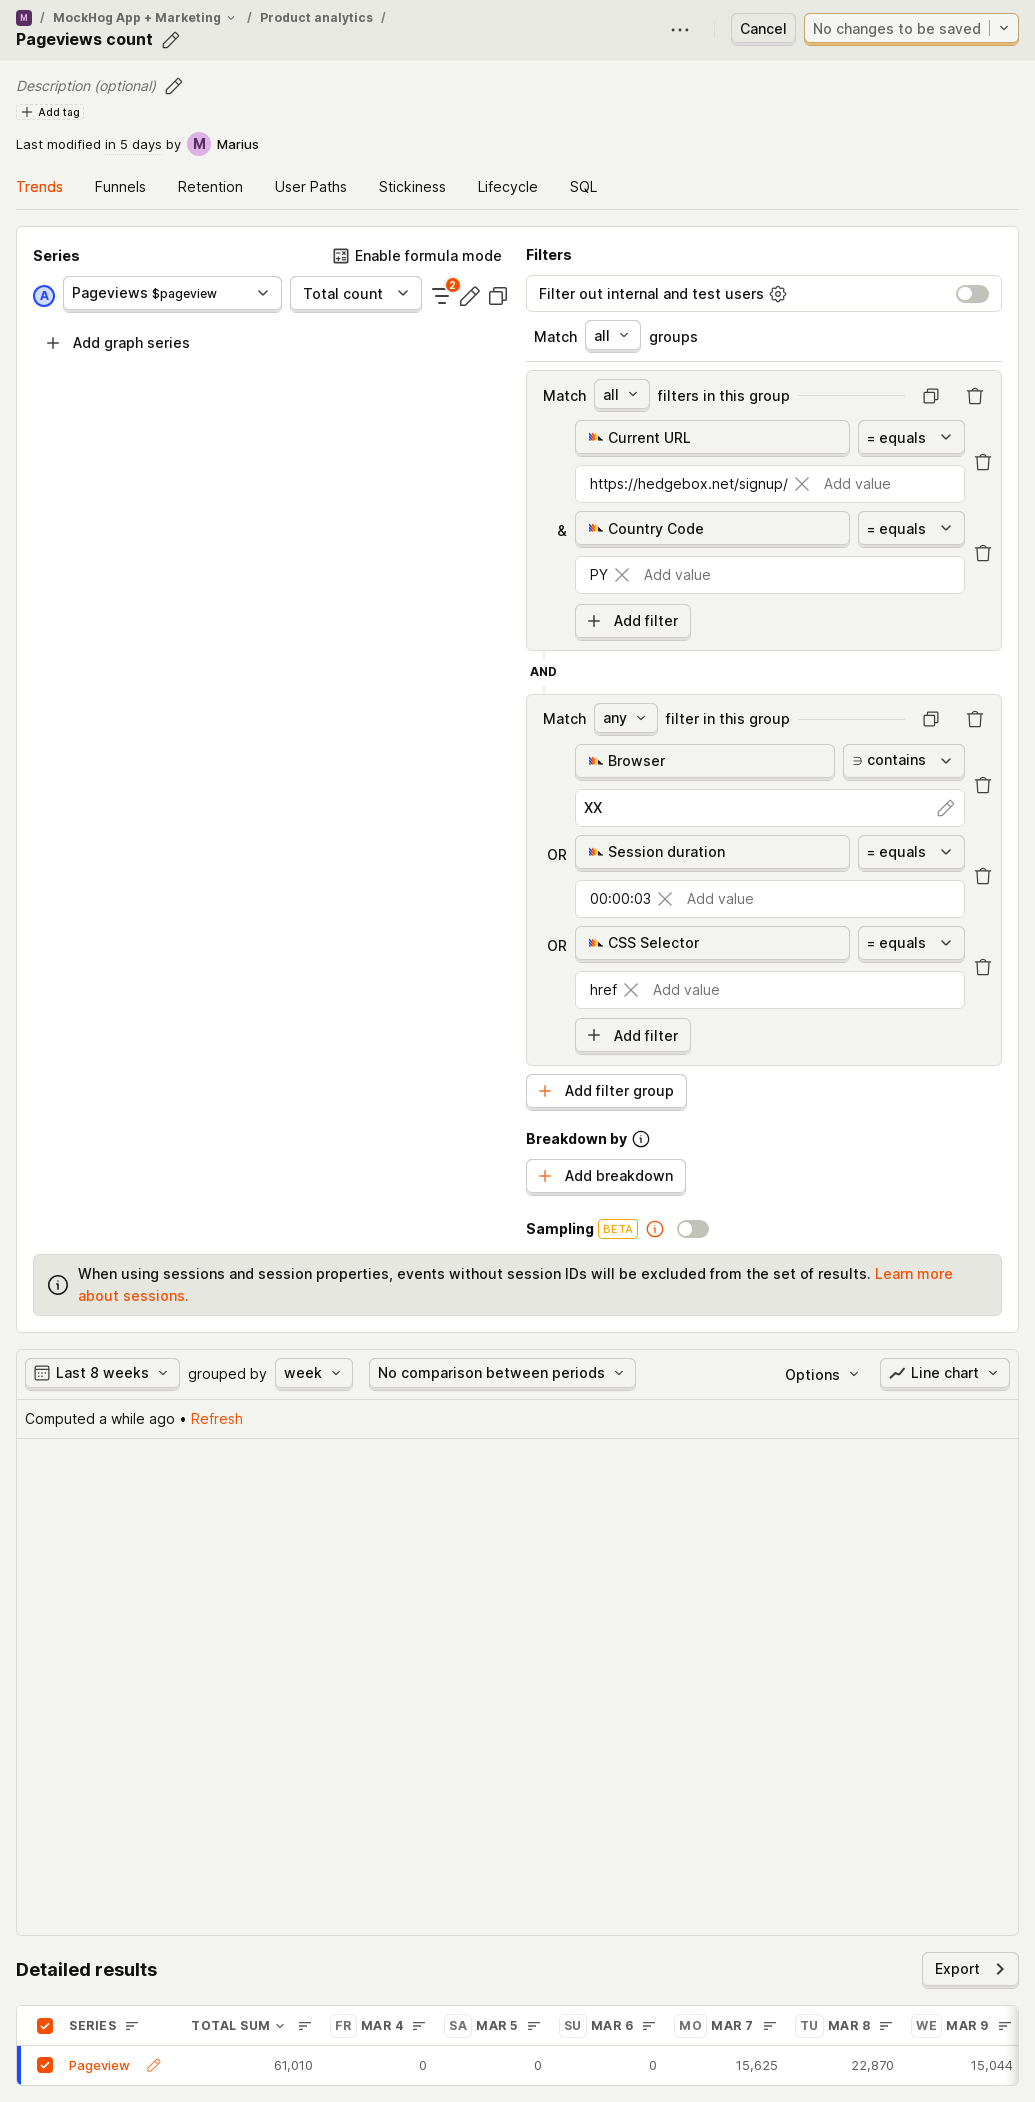 M / MockHog App + Marketing / Product analytics /
Pageviews count
Cancel
No changes to be saved
Description (optional)
Add tag
Last modified in 5 days by M Marius
Trends Funnels Retention User Paths Stickiness Lifecycle SQL
Series
Enable formula mode
A Pageviews $pageview Total count 2
Add graph series
Filters
Filter out internal and test users
Match all groups
Match all filters in this group
Current URL = equals
https://hedgebox.net/signup/ Add value
& Country Code = equals
PY Add value
Add filter
AND
Match any filter in this group
Browser ∋ contains
XX
OR Session duration = equals
00:00:03 Add value
OR CSS Selector = equals
href Add value
Add filter
Add filter group
Breakdown by
Add breakdown
Sampling BETA
When using sessions and session properties, events without session IDs will be excluded from the set of results. Learn more
about sessions.
Last 8 weeks grouped by week No comparison between periods Options Line chart
Computed a while ago • Refresh
Detailed results
Export
SERIES TOTAL SUM FR MAR 4 SA MAR 5 SU MAR 6 MO MAR 7 TU MAR 8 WE MAR 9
Pageview 61,010 0 0 0 15,625 22,870 15,044